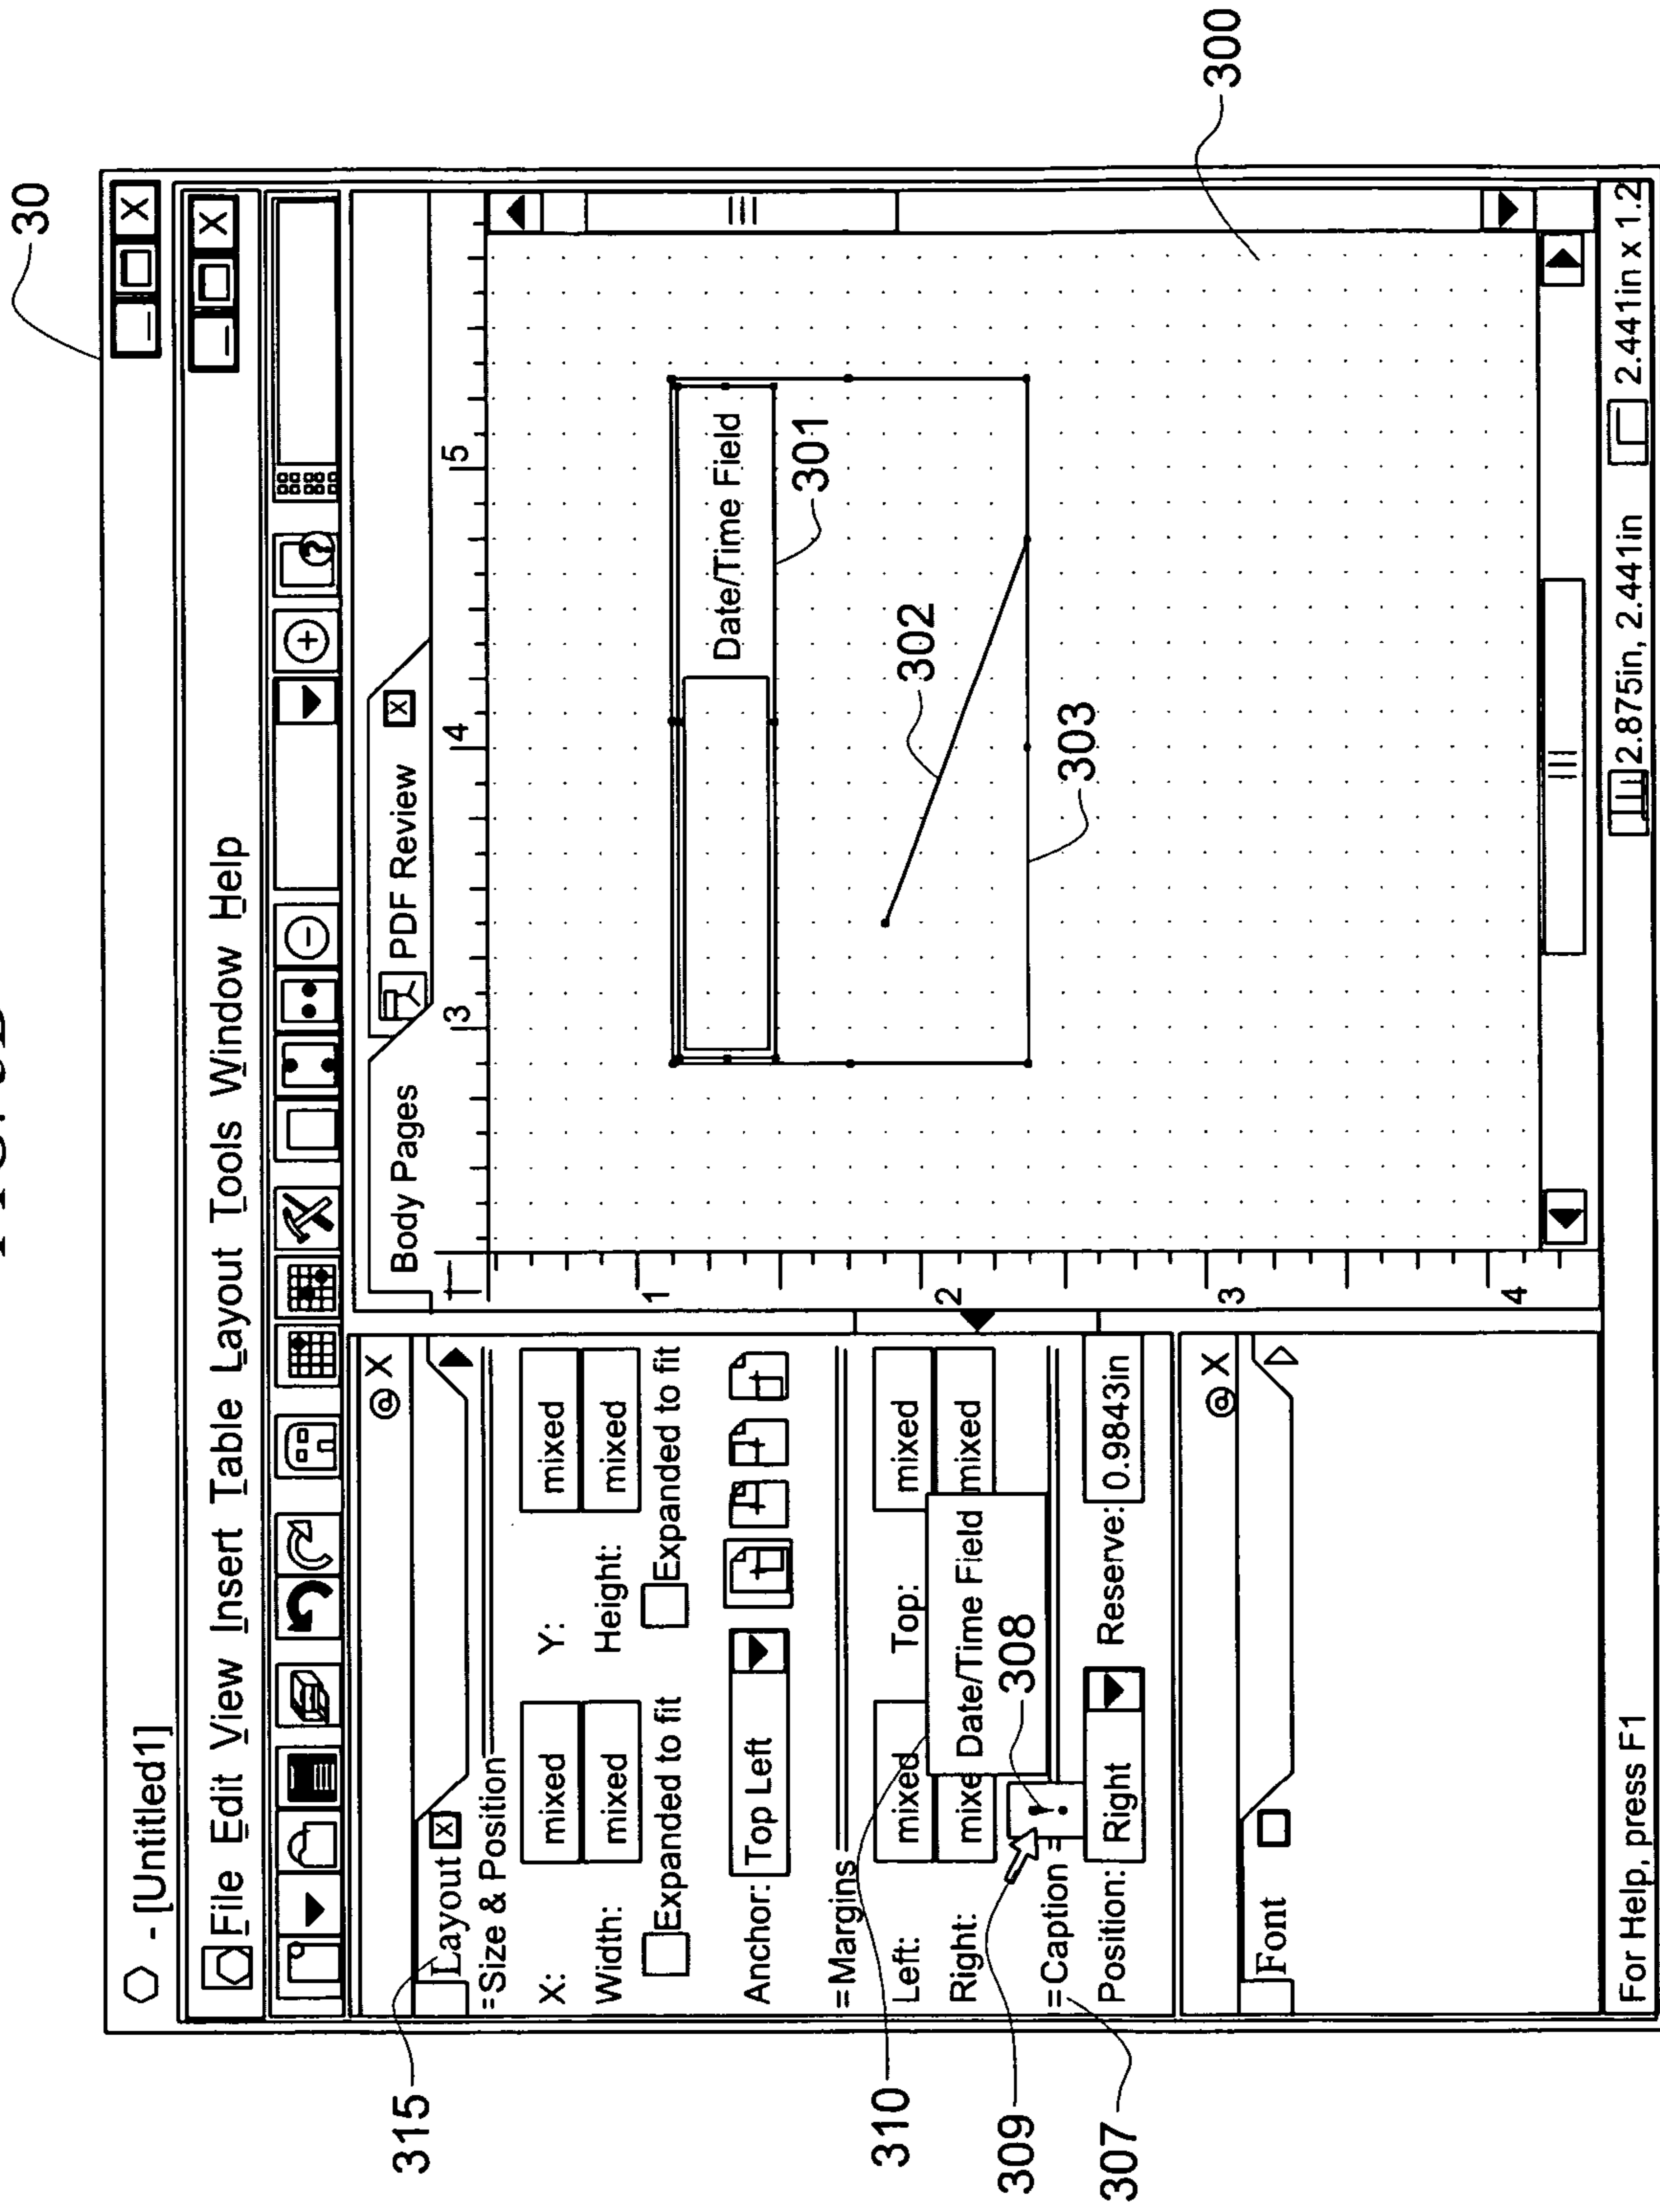 30
- [Untitled1]
X
File Edit View Insert Table Layout Tools Window Help
X
@ X
Layout X
=Size & Position
X: mixed Y: mixed
Width: mixed Height: mixed
Expanded to fit Expanded to fit
Anchor: Top Left
=Margins
Left: mixed Top: mixed
Right: mixe mixed
Date/Time Field
=Caption =
Position: Right Reserve: 0.9843in
@ X
Font
Body Pages
PDF Review X
3 4 5
1
2
3
4
Date/Time Field
301
302
303
300
315
310
309
308
307
For Help, press F1 2.875in, 2.441in 2.441in x 1.2